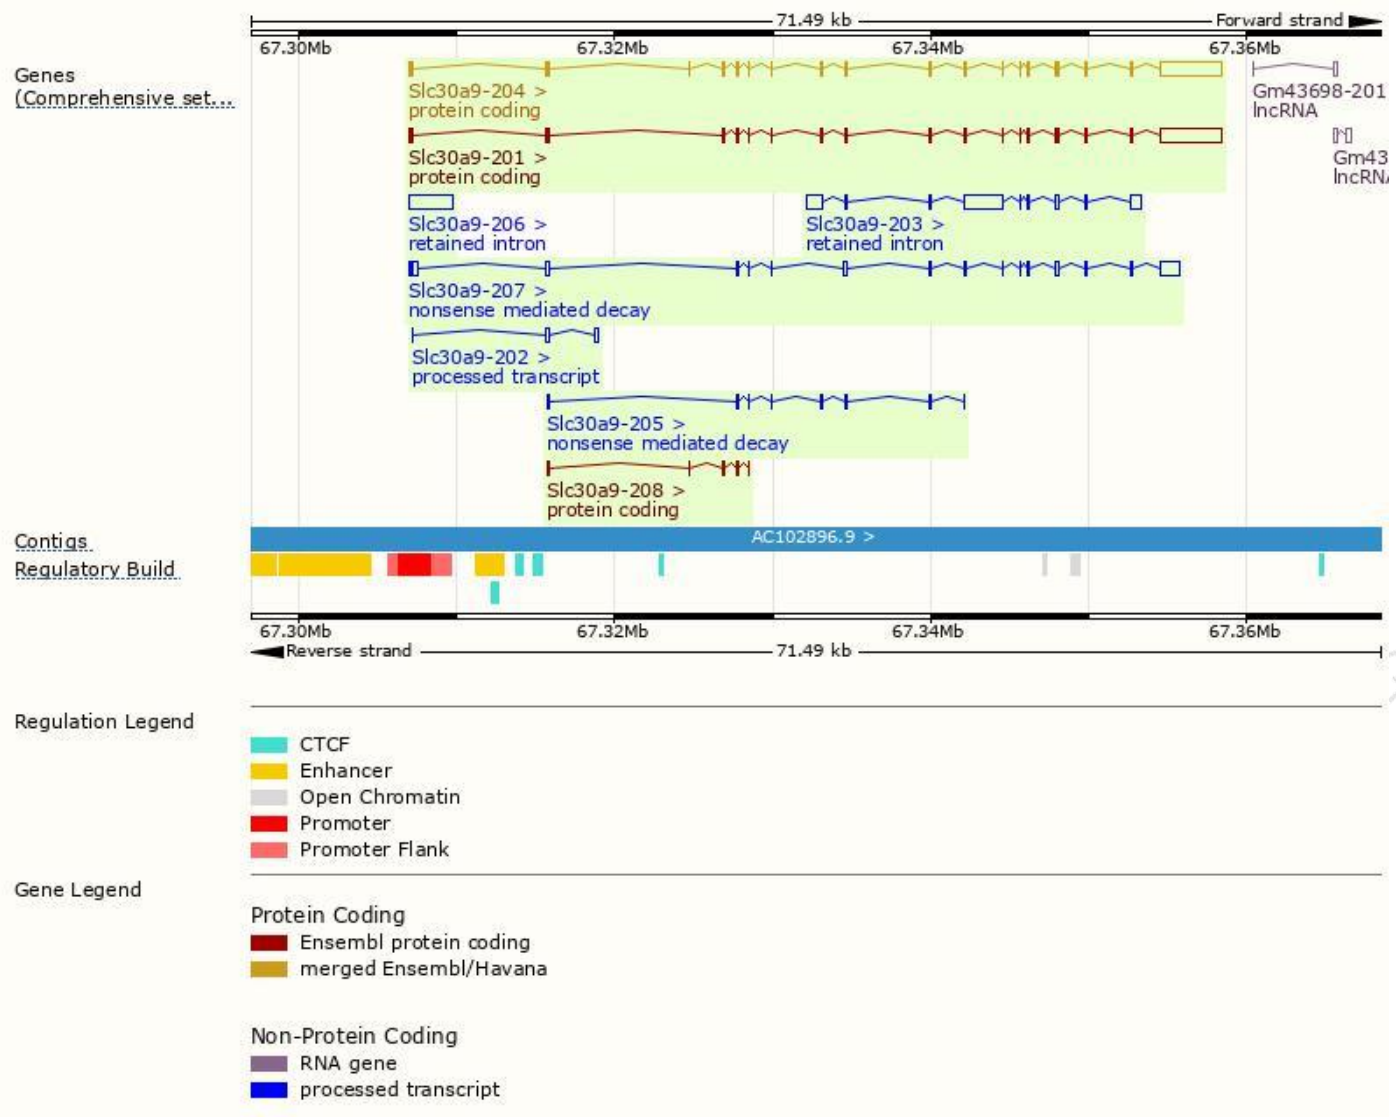 71.49 kb Forward strand
67.30Mb 67.32Mb 67.34Mb 67.36Mb
Genes
(Comprehensive set...
Slc30a9-204 >
protein coding
Gm43698-201
lncRNA
Slc30a9-201 >
protein coding
Gm43
lncRNA
Slc30a9-206 >
retained intron
Slc30a9-203 >
retained intron
Slc30a9-207 >
nonsense mediated decay
Slc30a9-202 >
processed transcript
Slc30a9-205 >
nonsense mediated decay
Slc30a9-208 >
protein coding
Contigs AC102896.9 >
Regulatory Build
67.30Mb 67.32Mb 67.34Mb 67.36Mb
Reverse strand 71.49 kb
Regulation Legend
CTCF
Enhancer
Open Chromatin
Promoter
Promoter Flank
Gene Legend
Protein Coding
Ensembl protein coding
merged Ensembl/Havana
Non-Protein Coding
RNA gene
processed transcript